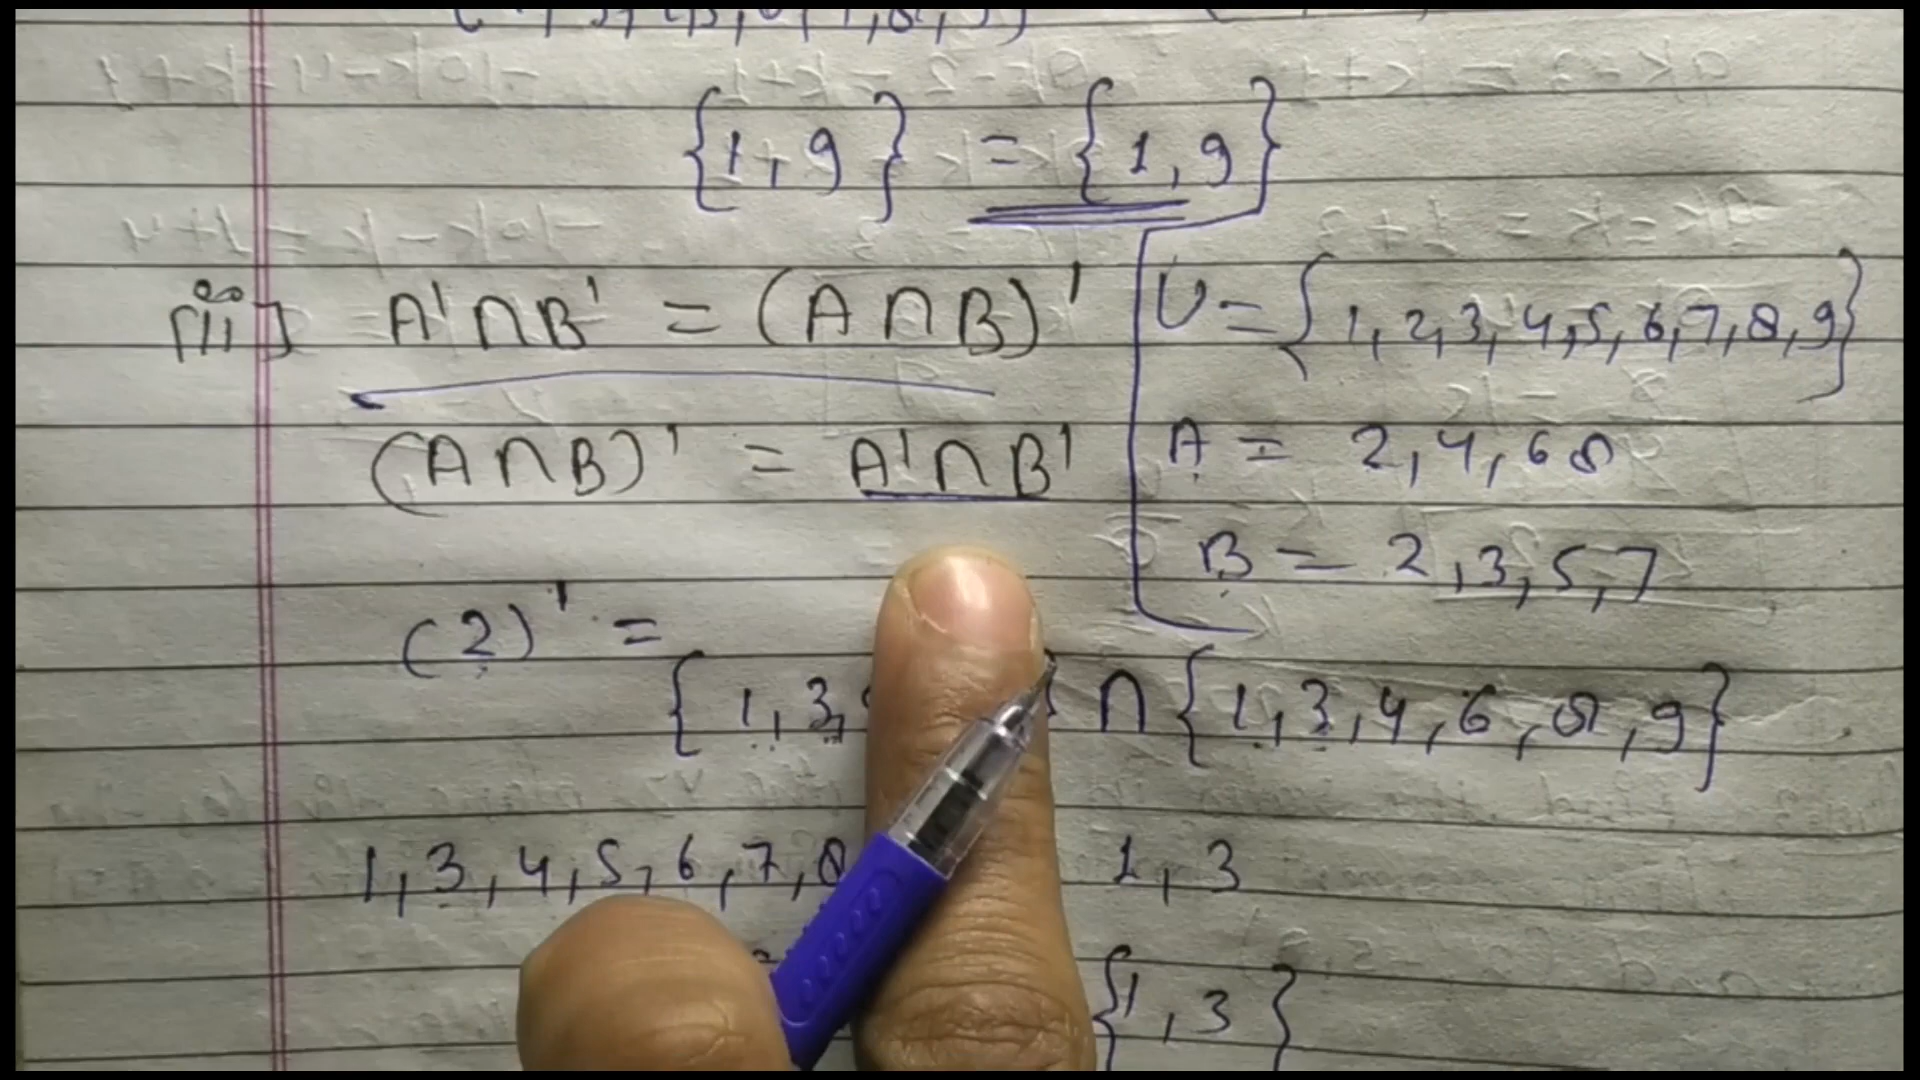 {1, 9} = {1, 9}
[ii] A'∩B' = (A∩B)'
(A∩B)' = A'∩B'
U = {1, 2, 3, 4, 5, 6, 7, 8, 9}
A = 2, 4, 6 8
B = 2, 3, 5, 7
(2)' =
{1, 3, } ∩ {1, 3, 4, 6, 8, 9}
1, 3, 4, 5, 6, 7, 8 1, 3
{1, 3}